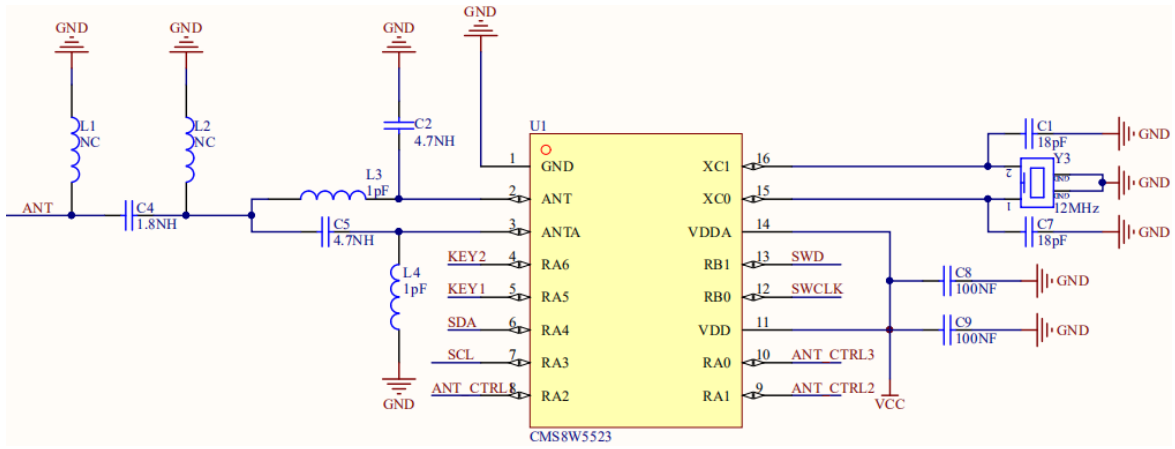 GND
GND
GND
GND
L1
NC
L2
NC
C2
4.7NH
L3
1pF
ANT
C4
1.8NH
C5
4.7NH
L4
1pF
GND
U1
1 GND XC1 16
2 ANT XC0 15
3 ANTA VDDA 14
KEY2 4 RA6 RB1 13 SWD
KEY1 5 RA5 RB0 12 SWCLK
SDA 6 RA4 VDD 11
SCL 7 RA3 RA0 10 ANT_CTRL3
ANT_CTRL1 8 RA2 RA1 9 ANT_CTRL2
CMS8W5523
C1
18pF
GND
Y3
2
GND
GND
1
12MHz
GND
C7
18pF
GND
C8
100NF
GND
C9
100NF
GND
VCC